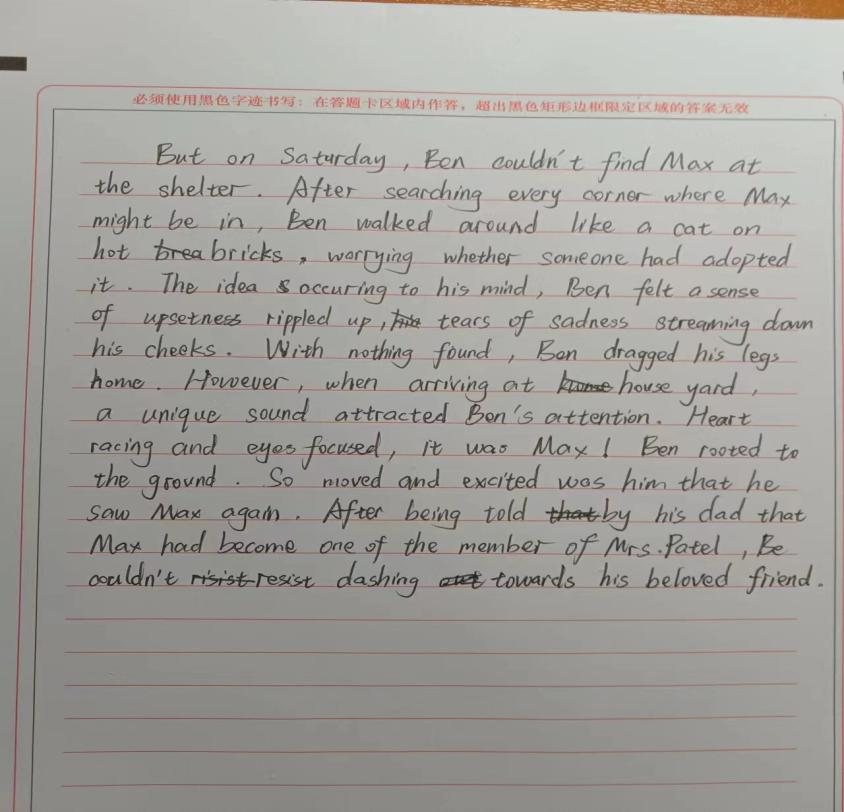 必须使用黑色字迹书写：在答题卡区域内作答，超出黑色矩形边框限定区域的答案无效
But on Saturday, Ben couldn't find Max at
the shelter. After searching every corner where Max
might be in, Ben walked around like a cat on
hot brea bricks, worrying whether someone had adopted
it. The idea s occuring to his mind, Ben felt a sense
of upsetness rippled up, tears of sadness streaming down
his cheeks. With nothing found, Ben dragged his legs
home. However, when arriving at home house yard,
a unique sound attracted Ben's attention. Heart
racing and eyes focused, it was Max! Ben rooted to
the ground. So moved and excited was him that he
saw Max again. After being told that by his dad that
Max had become one of the member of Mrs.Patel, Be
couldn't risist resist dashing towards his beloved friend.